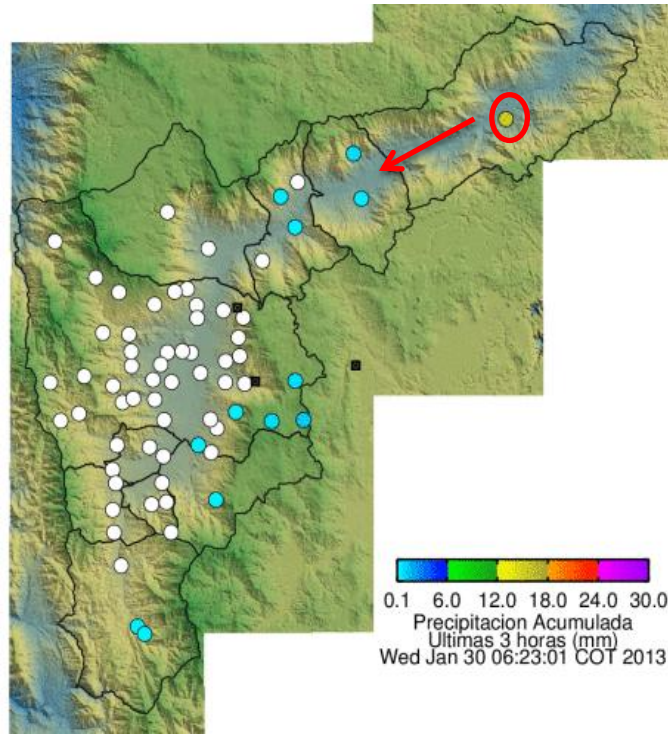 0.1 6.0 12.0 18.0 24.0 30.0
Precipitacion Acumulada
Ultimas 3 horas (mm)
Wed Jan 30 06:23:01 COT 2013